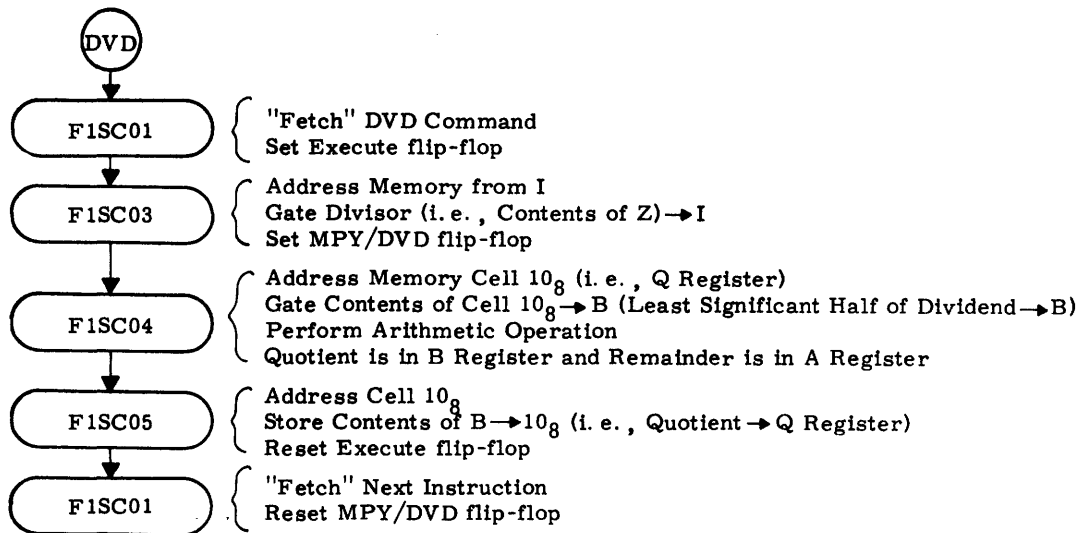 DVD
F1SC01
"Fetch" DVD Command
Set Execute flip-flop
F1SC03
Address Memory from I
Gate Divisor (i.e., Contents of Z)→I
Set MPY/DVD flip-flop
F1SC04
Address Memory Cell 10₈ (i.e., Q Register)
Gate Contents of Cell 10₈→B (Least Significant Half of Dividend→B)
Perform Arithmetic Operation
Quotient is in B Register and Remainder is in A Register
F1SC05
Address Cell 10₈
Store Contents of B→10₈ (i.e., Quotient→Q Register)
Reset Execute flip-flop
F1SC01
"Fetch" Next Instruction
Reset MPY/DVD flip-flop